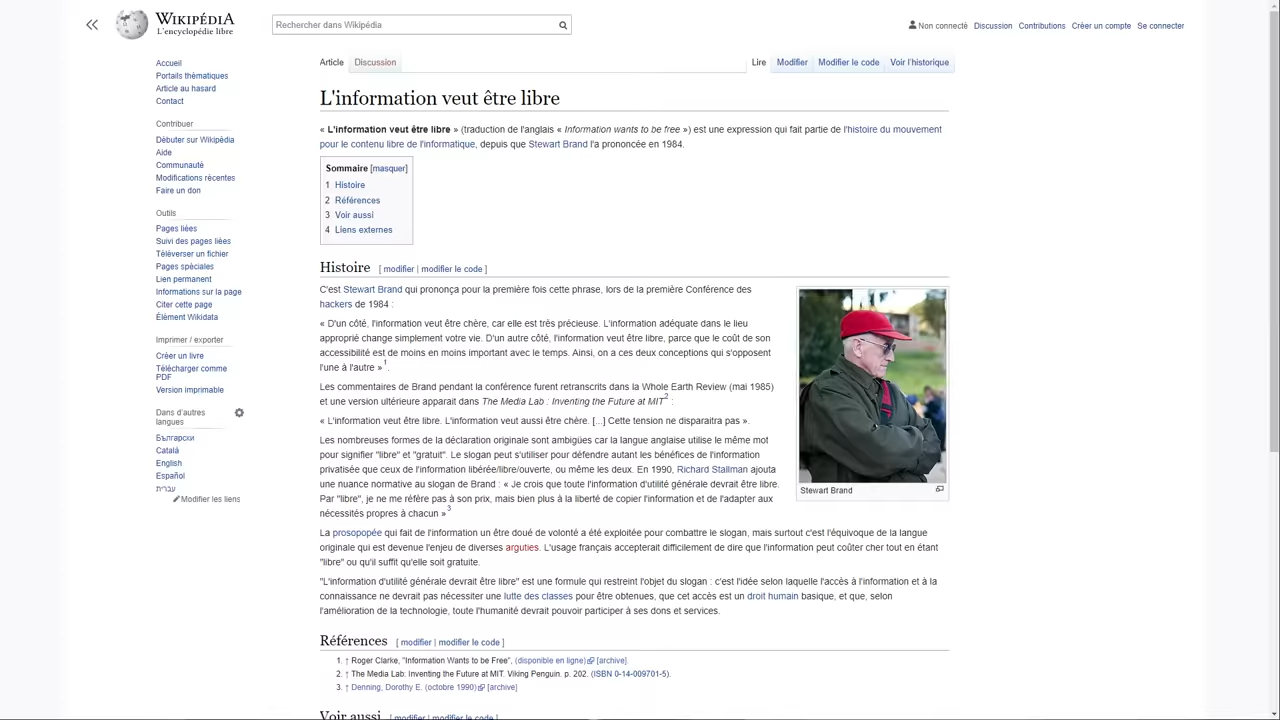 WIKIPÉDIA
L'encyclopédie libre
Rechercher dans Wikipédia
Non connecté Discussion Contributions Créer un compte Se connecter
Accueil
Portails thématiques
Article au hasard
Contact
Contribuer
Débuter sur Wikipédia
Aide
Communauté
Modifications récentes
Faire un don
Outils
Pages liées
Suivi des pages liées
Téléverser un fichier
Pages spéciales
Lien permanent
Informations sur la page
Citer cette page
Élément Wikidata
Imprimer / exporter
Créer un livre
Télécharger comme
PDF
Version imprimable
Dans d'autres
langues
Български
Català
English
Español
עברית
Modifier les liens
Article Discussion Lire Modifier Modifier le code Voir l'historique
L'information veut être libre
« L'information veut être libre » (traduction de l'anglais « Information wants to be free ») est une expression qui fait partie de l'histoire du mouvement
pour le contenu libre de l'informatique, depuis que Stewart Brand l'a prononcée en 1984.
Sommaire [masquer]
1 Histoire
2 Références
3 Voir aussi
4 Liens externes
Histoire [ modifier | modifier le code ]
C'est Stewart Brand qui prononça pour la première fois cette phrase, lors de la première Conférence des
hackers de 1984 :
« D'un côté, l'information veut être chère, car elle est très précieuse. L'information adéquate dans le lieu
approprié change simplement votre vie. D'un autre côté, l'information veut être libre, parce que le coût de son
accessibilité est de moins en moins important avec le temps. Ainsi, on a ces deux conceptions qui s'opposent
l'une à l'autre »1.
Les commentaires de Brand pendant la conférence furent retranscrits dans la Whole Earth Review (mai 1985)
et une version ultérieure apparait dans The Media Lab : Inventing the Future at MIT2 :
« L'information veut être libre. L'information veut aussi être chère. [...] Cette tension ne disparaitra pas ».
Les nombreuses formes de la déclaration originale sont ambigües car la langue anglaise utilise le même mot
pour signifier "libre" et "gratuit". Le slogan peut s'utiliser pour défendre autant les bénéfices de l'information
privatisée que ceux de l'information libérée/libre/ouverte, ou même les deux. En 1990, Richard Stallman ajouta
une nuance normative au slogan de Brand : « Je crois que toute l'information d'utilité générale devrait être libre.
Par "libre", je ne me réfère pas à son prix, mais bien plus à la liberté de copier l'information et de l'adapter aux
nécessités propres à chacun »3
Stewart Brand
La prosopopée qui fait de l'information un être doué de volonté a été exploitée pour combattre le slogan, mais surtout c'est l'équivoque de la langue
originale qui est devenue l'enjeu de diverses arguties. L'usage français accepterait difficilement de dire que l'information peut coûter cher tout en étant
"libre" ou qu'il suffit qu'elle soit gratuite.
"L'information d'utilité générale devrait être libre" est une formule qui restreint l'objet du slogan : c'est l'idée selon laquelle l'accès à l'information et à la
connaissance ne devrait pas nécessiter une lutte des classes pour être obtenues, que cet accès est un droit humain basique, et que, selon
l'amélioration de la technologie, toute l'humanité devrait pouvoir participer à ses dons et services.
Références [ modifier | modifier le code ]
1. ↑ Roger Clarke, "Information Wants to be Free". (disponible en ligne) [archive].
2. ↑ The Media Lab: Inventing the Future at MIT. Viking Penguin. p. 202. (ISBN 0-14-009701-5).
3. ↑ Denning, Dorothy E. (octobre 1990) [archive]
Voir aussi [ modifier | modifier le code ]